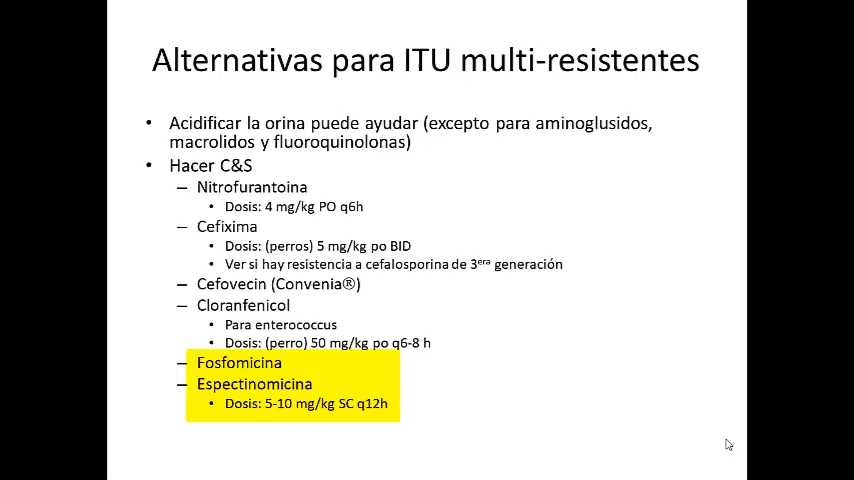 Alternativas para ITU multi-resistentes
• Acidificar la orina puede ayudar (excepto para aminoglusidos,
macrolidos y fluoroquinolonas)
• Hacer C&S
– Nitrofurantoina
• Dosis: 4 mg/kg PO q6h
– Cefixima
• Dosis: (perros) 5 mg/kg po BID
• Ver si hay resistencia a cefalosporina de 3era generación
– Cefovecin (Convenia®)
– Cloranfenicol
• Para enterococcus
• Dosis: (perro) 50 mg/kg po q6-8 h
– Fosfomicina
– Espectinomicina
• Dosis: 5-10 mg/kg SC q12h